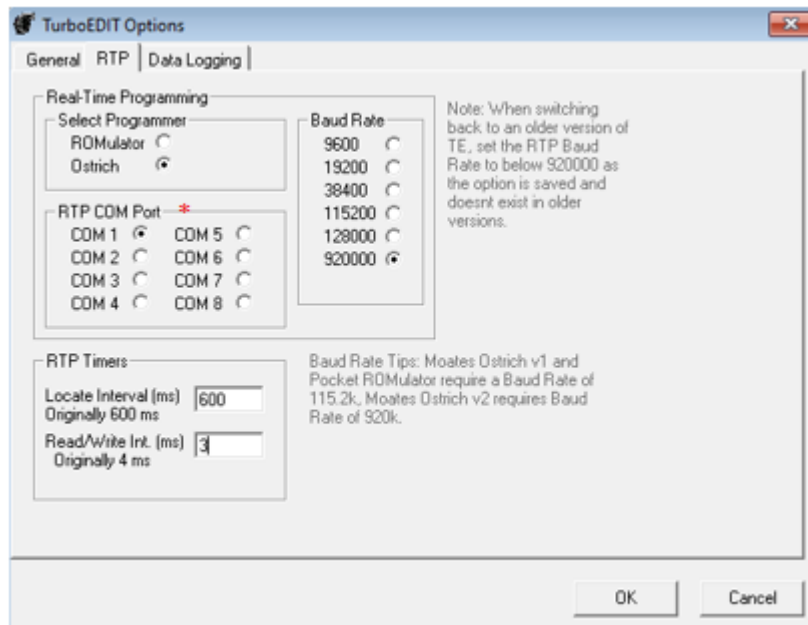 TurboEDIT Options
General RTP Data Logging
Real-Time Programming
Select Programmer
ROMulator
Ostrich
RTP COM Port *
COM 1 COM 5
COM 2 COM 6
COM 3 COM 7
COM 4 COM 8
Baud Rate
9600
19200
38400
115200
128000
920000
Note: When switching
back to an older version of
TE, set the RTP Baud
Rate to below 920000 as
the option is saved and
doesnt exist in older
versions.
RTP Timers
Locate Interval (ms) 600
Originally 600 ms
Read/Write Int. (ms) 3
Originally 4 ms
Baud Rate Tips: Moates Ostrich v1 and
Pocket ROMulator require a Baud Rate of
115.2k, Moates Ostrich v2 requires Baud
Rate of 920k.
OK Cancel